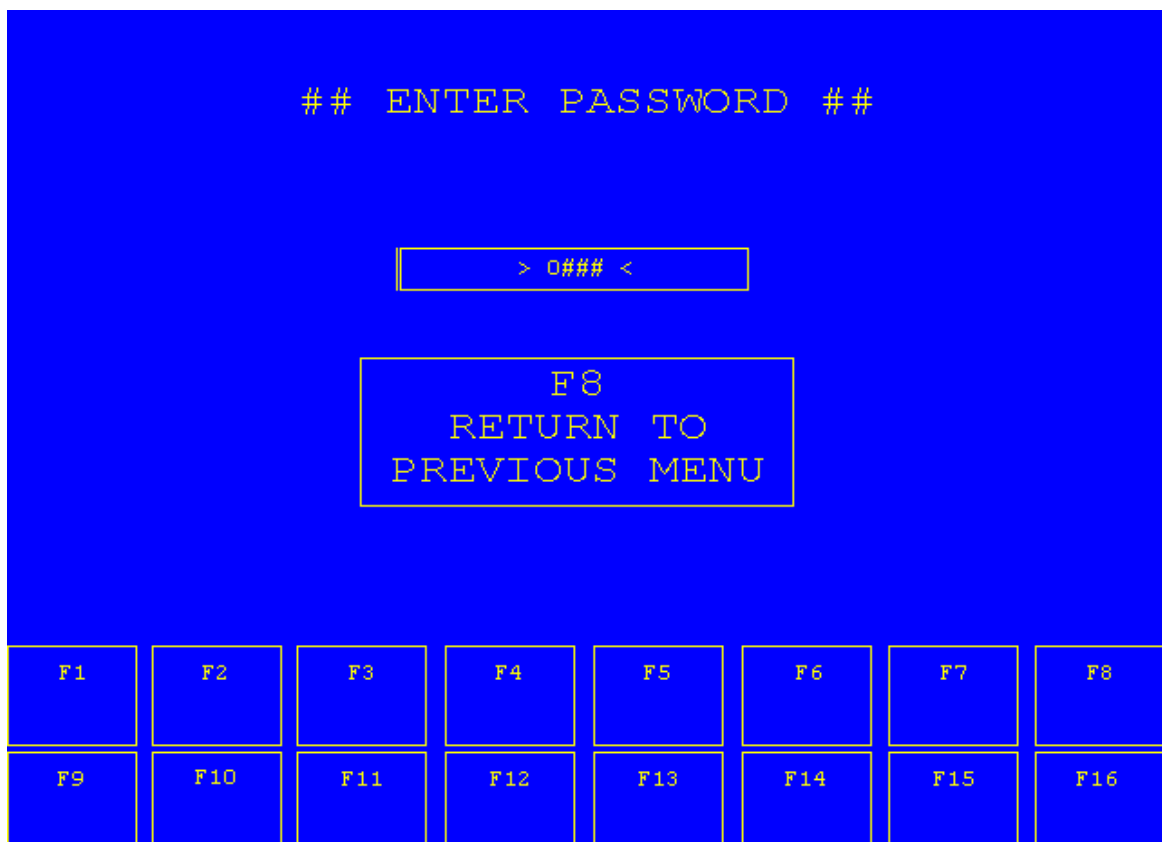 ## ENTER PASSWORD ##
> 0### <
F8
RETURN TO
PREVIOUS MENU
F1 F2 F3 F4 F5 F6 F7 F8
F9 F10 F11 F12 F13 F14 F15 F16